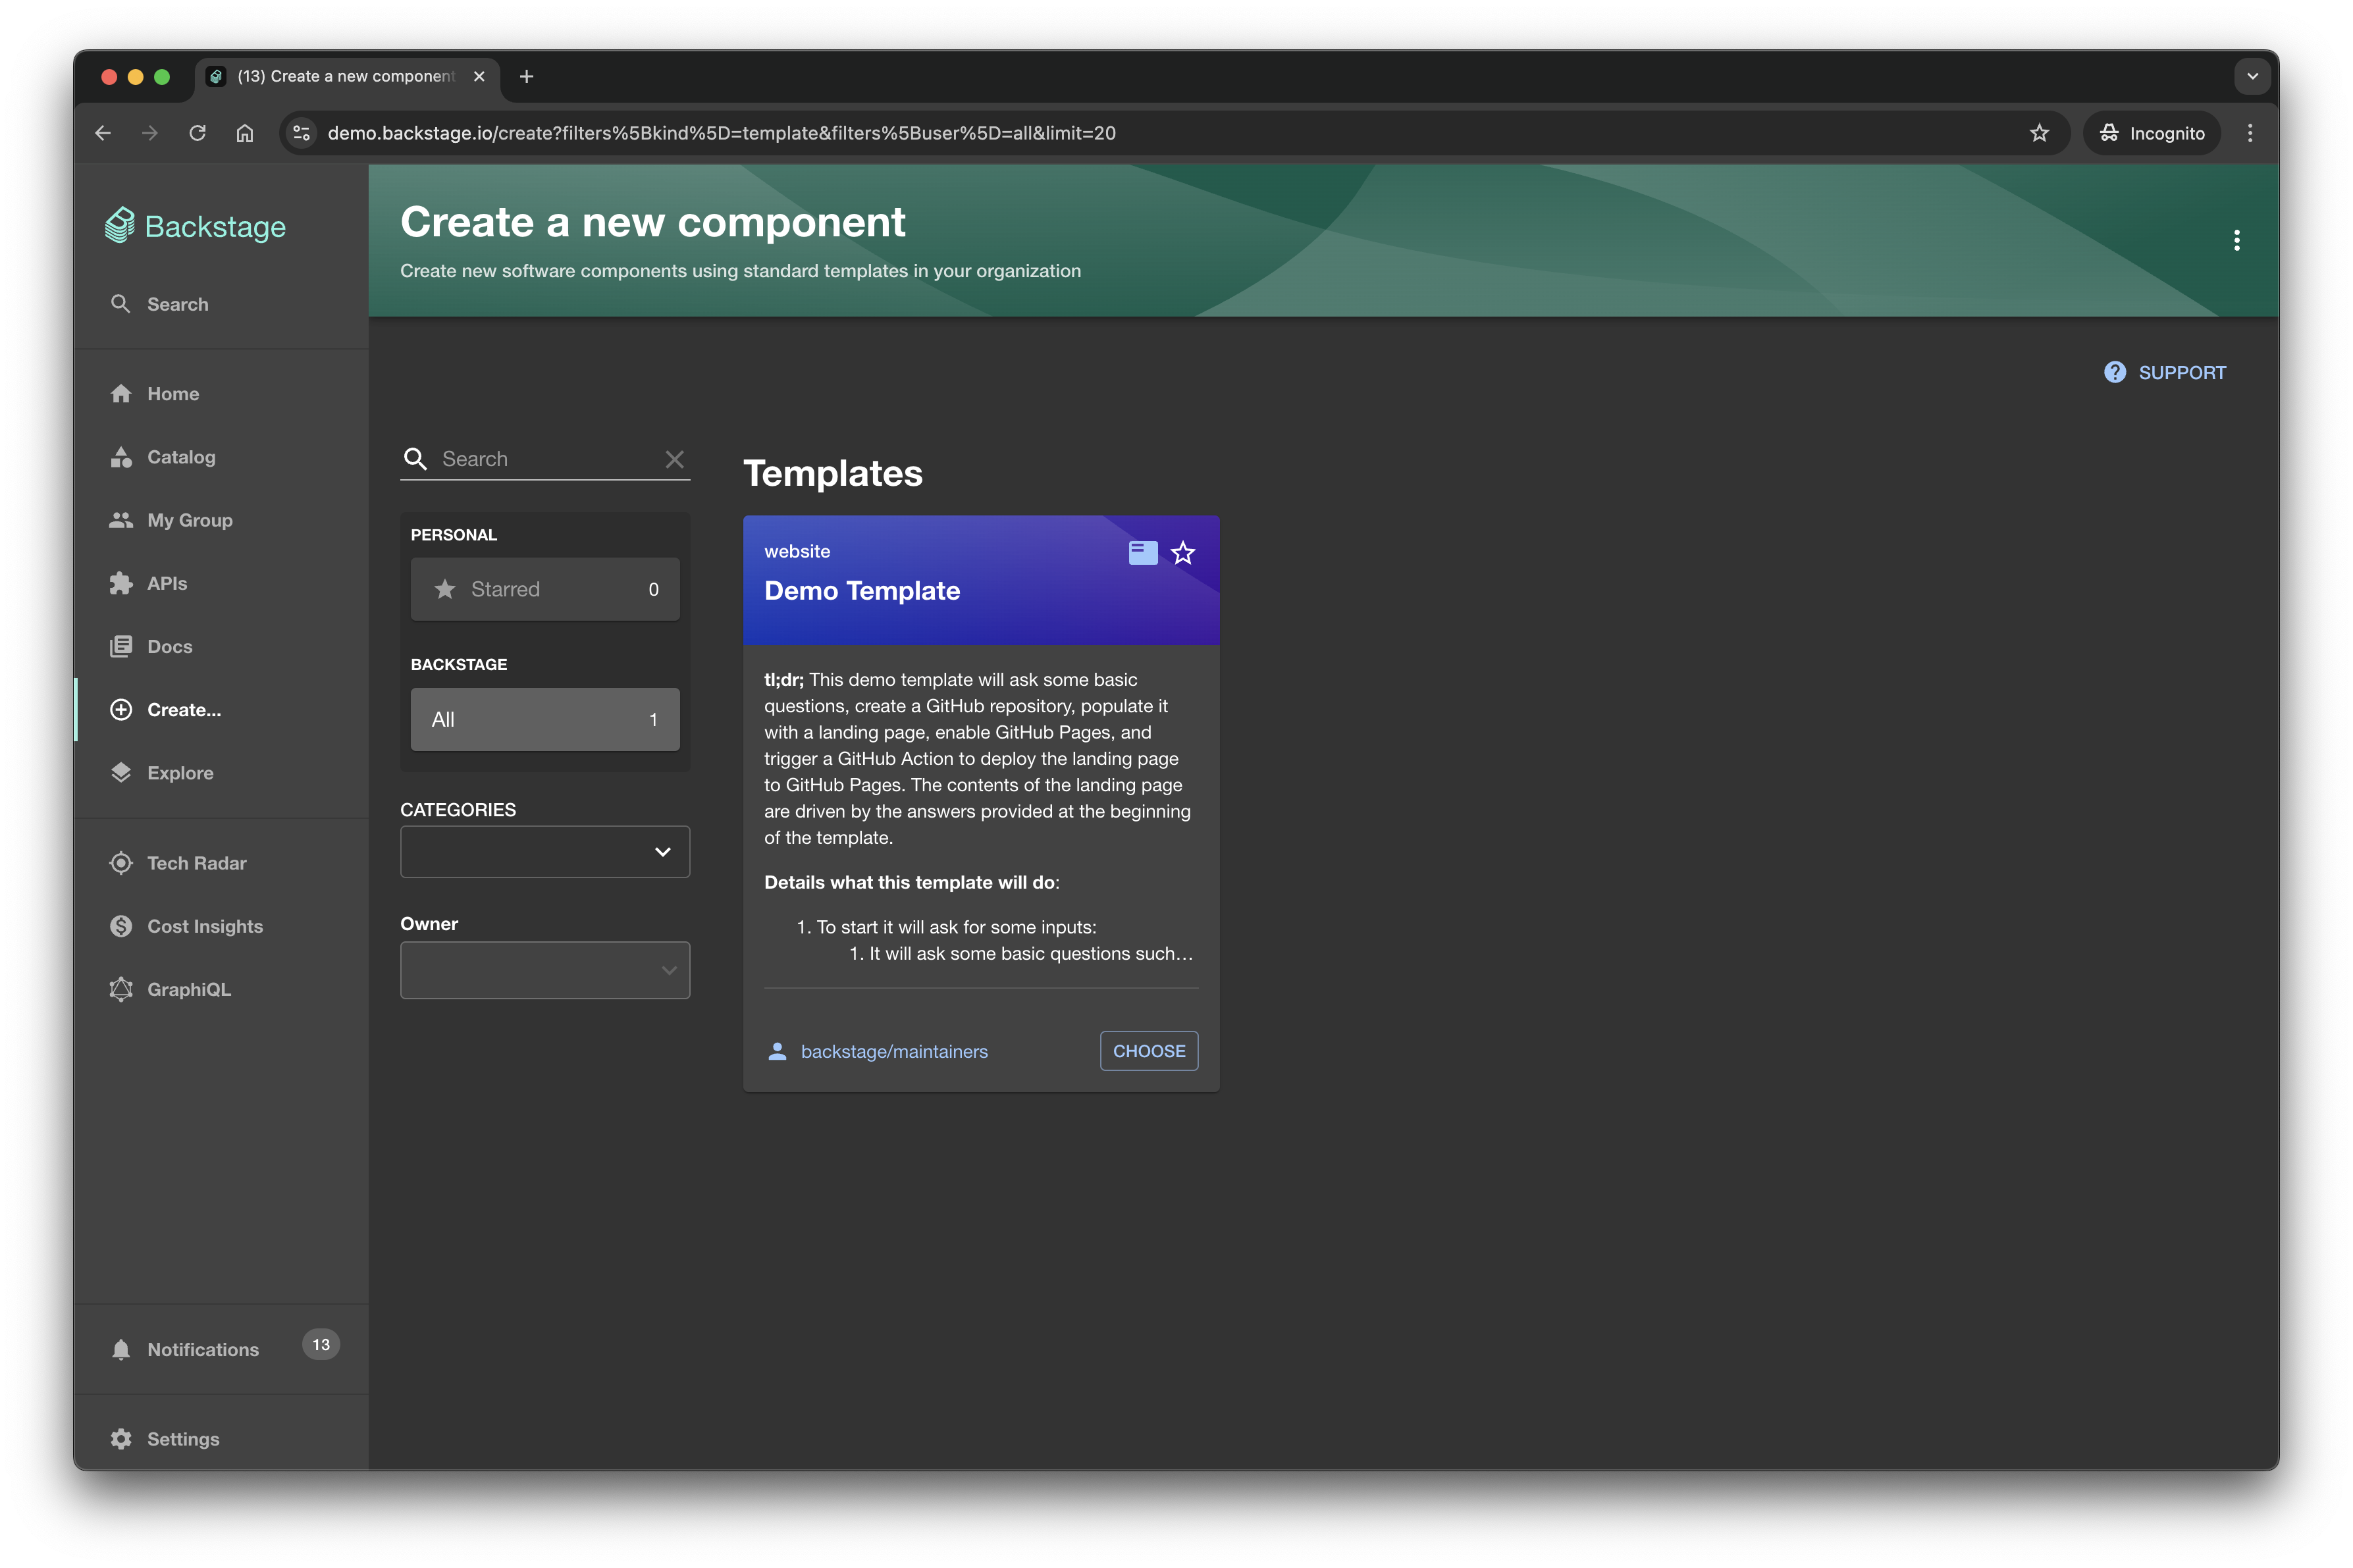 (13) Create a new component
demo.backstage.io/create?filters%5Bkind%5D=template&filters%5Buser%5D=all&limit=20
Incognito
Backstage
Search
Home
Catalog
My Group
APIs
Docs
Create...
Explore
Tech Radar
Cost Insights
GraphiQL
Notifications 13
Settings
Create a new component
Create new software components using standard templates in your organization
SUPPORT
Search
PERSONAL
Starred 0
BACKSTAGE
All 1
CATEGORIES
Owner
Templates
website
Demo Template
tl;dr; This demo template will ask some basic
questions, create a GitHub repository, populate it
with a landing page, enable GitHub Pages, and
trigger a GitHub Action to deploy the landing page
to GitHub Pages. The contents of the landing page
are driven by the answers provided at the beginning
of the template.
Details what this template will do:
1. To start it will ask for some inputs:
1. It will ask some basic questions such…
backstage/maintainers
CHOOSE